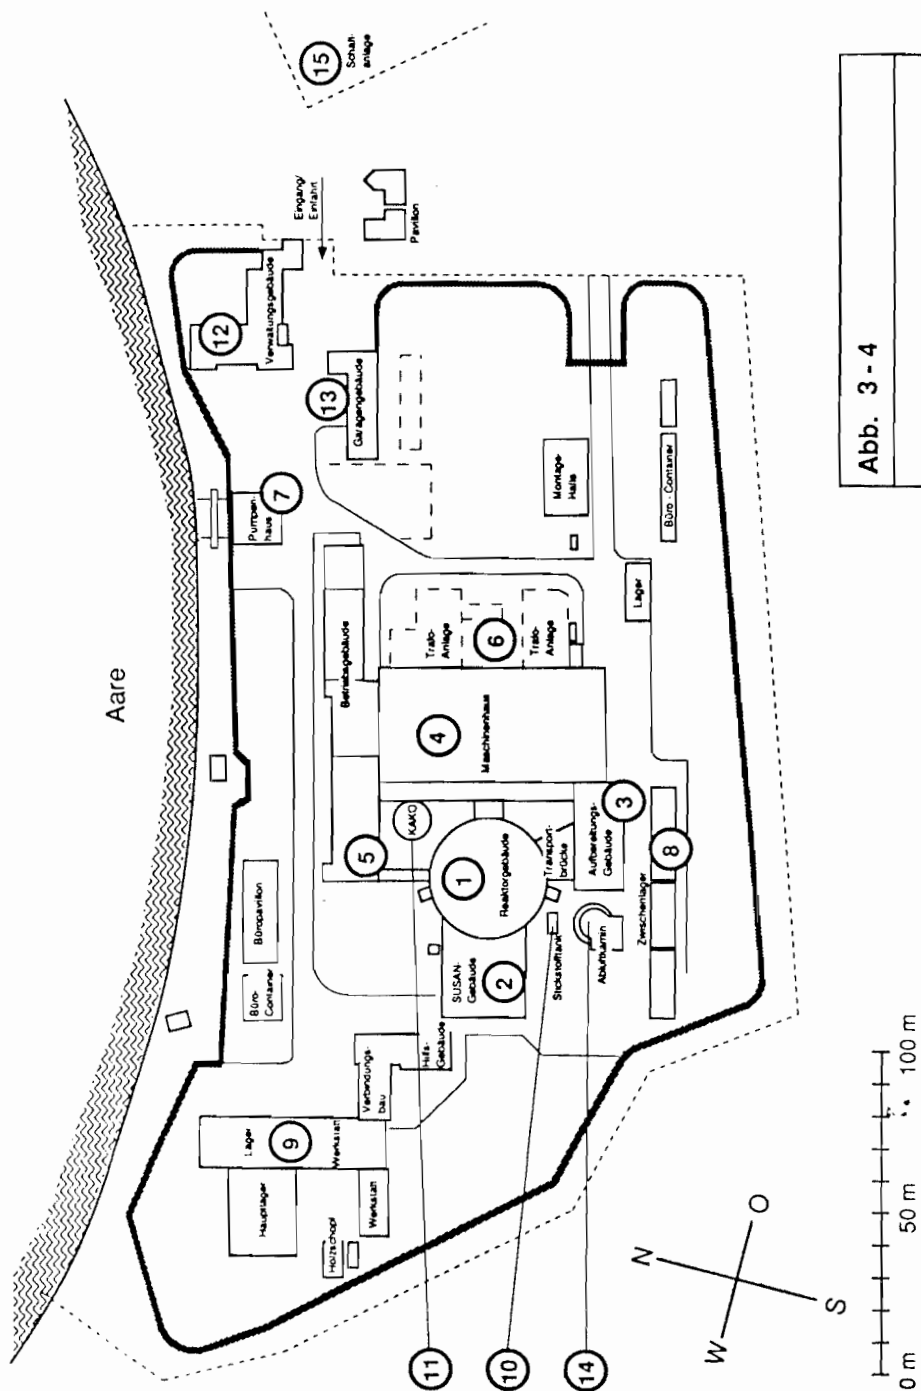 15
Schalt-
anlage
Aare
Eingang/
Einfahrt
Pavillon
12
Verwaltungsgebäude
13
Garagengebäude
7
Pumpen-
haus
Montage-
Halle
Büro - Container
Lager
Betriebsgebäude
Trafo-
Anlage
6
Trafo-
Anlage
4
Maschinenhaus
5
KAKO
1
Reaktorgebäude
Transport-
brücke
3
Aufbereitungs-
Gebäude
8
Zwischenlager
Büropavillon
Büro-
Container
SUSAN-
Gebäude
2
Stickstofftank
Abluftkamin
Verbindungs-
bau
Hilfs-
Gebäude
Lager
9
Werkstatt
Hauptlager
Werkstatt
Holzschopf
11
10
14
N
O
S
W
0 m
50 m
100 m
Abb. 3 - 4